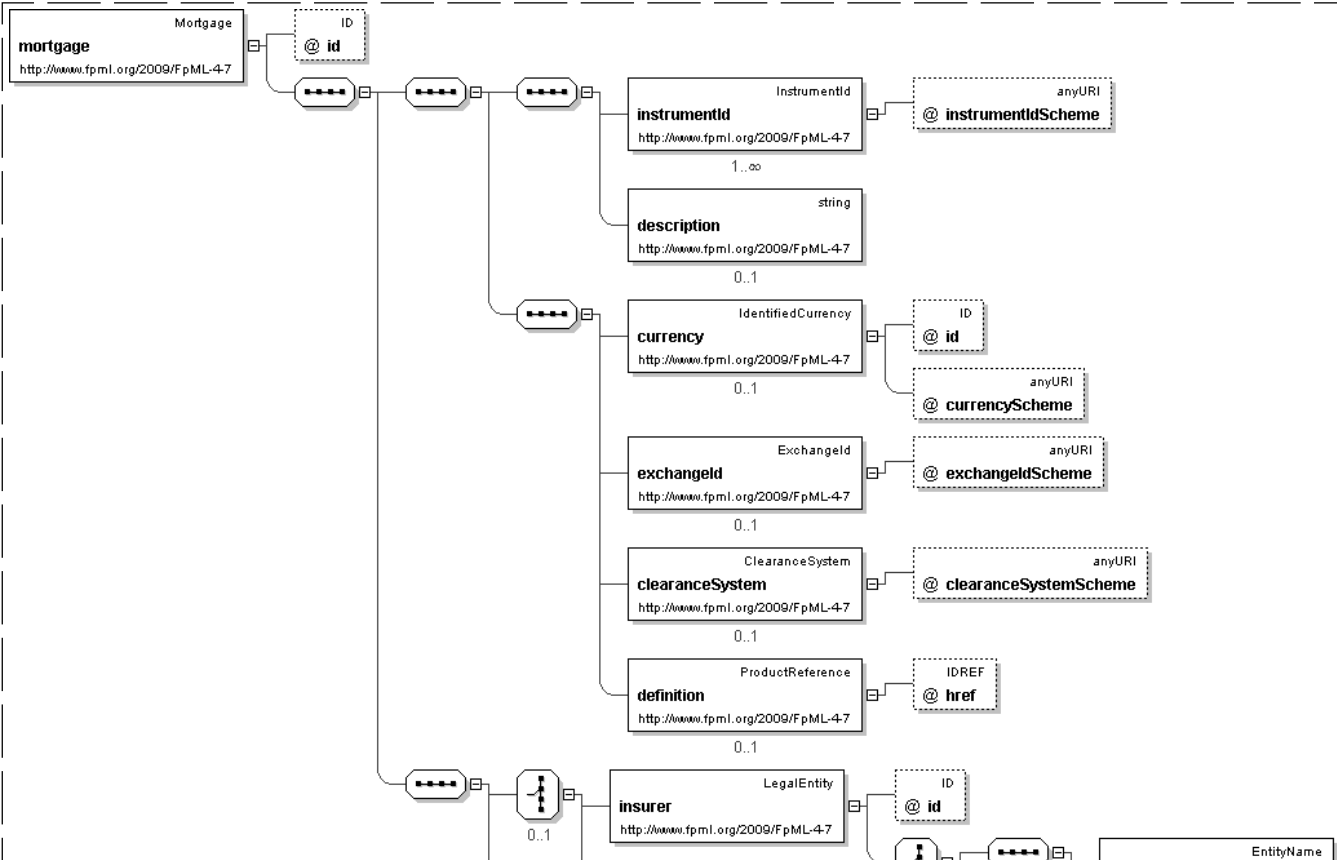 Mortgage
mortgage
http://www.fpml.org/2009/FpML-4-7
ID
@ id
InstrumentId
instrumentId
http://www.fpml.org/2009/FpML-4-7
1..∞
anyURI
@ instrumentIdScheme
string
description
http://www.fpml.org/2009/FpML-4-7
0..1
IdentifiedCurrency
currency
http://www.fpml.org/2009/FpML-4-7
0..1
ID
@ id
anyURI
@ currencyScheme
ExchangeId
exchangeId
http://www.fpml.org/2009/FpML-4-7
0..1
anyURI
@ exchangeIdScheme
ClearanceSystem
clearanceSystem
http://www.fpml.org/2009/FpML-4-7
0..1
anyURI
@ clearanceSystemScheme
ProductReference
definition
http://www.fpml.org/2009/FpML-4-7
0..1
IDREF
@ href
0..1
LegalEntity
insurer
http://www.fpml.org/2009/FpML-4-7
ID
@ id
EntityName